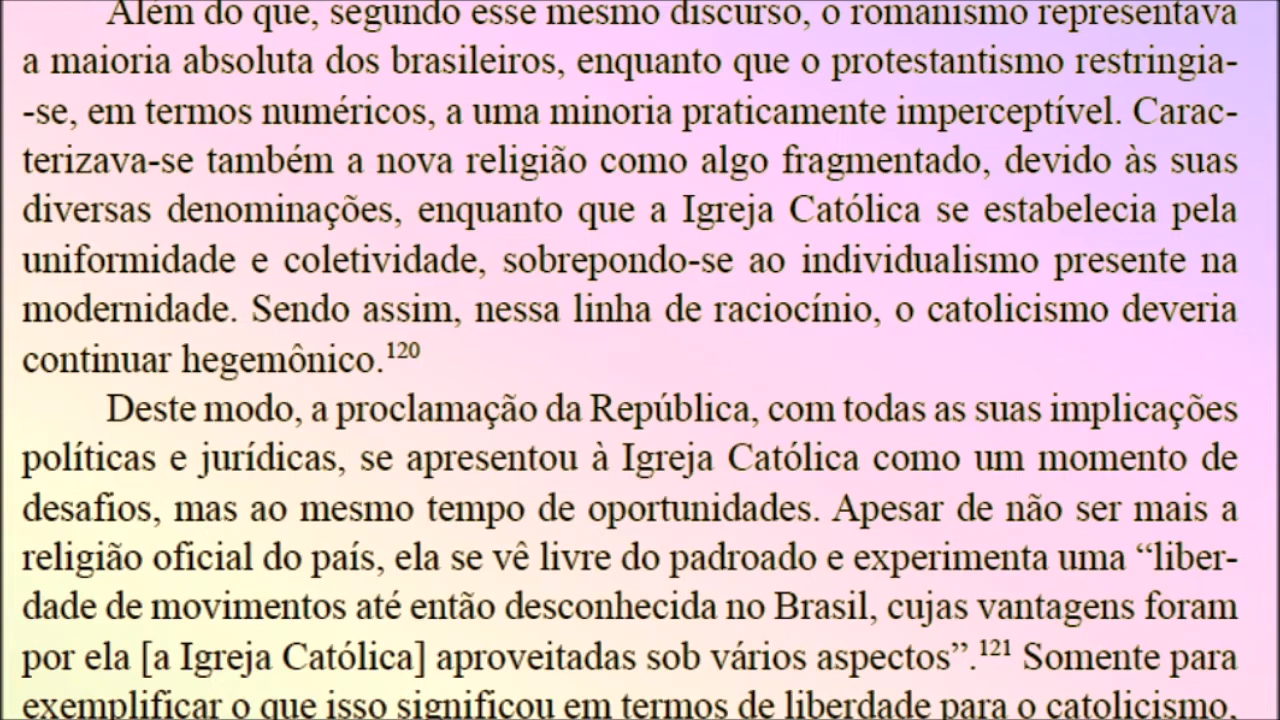 Além do que, segundo esse mesmo discurso, o romanismo representava
a maioria absoluta dos brasileiros, enquanto que o protestantismo restringia-
-se, em termos numéricos, a uma minoria praticamente imperceptível. Carac-
terizava-se também a nova religião como algo fragmentado, devido às suas
diversas denominações, enquanto que a Igreja Católica se estabelecia pela
uniformidade e coletividade, sobrepondo-se ao individualismo presente na
modernidade. Sendo assim, nessa linha de raciocínio, o catolicismo deveria
continuar hegemônico.¹²⁰
Deste modo, a proclamação da República, com todas as suas implicações
políticas e jurídicas, se apresentou à Igreja Católica como um momento de
desafios, mas ao mesmo tempo de oportunidades. Apesar de não ser mais a
religião oficial do país, ela se vê livre do padroado e experimenta uma “liber-
dade de movimentos até então desconhecida no Brasil, cujas vantagens foram
por ela [a Igreja Católica] aproveitadas sob vários aspectos”.¹²¹ Somente para
exemplificar o que isso significou em termos de liberdade para o catolicismo,